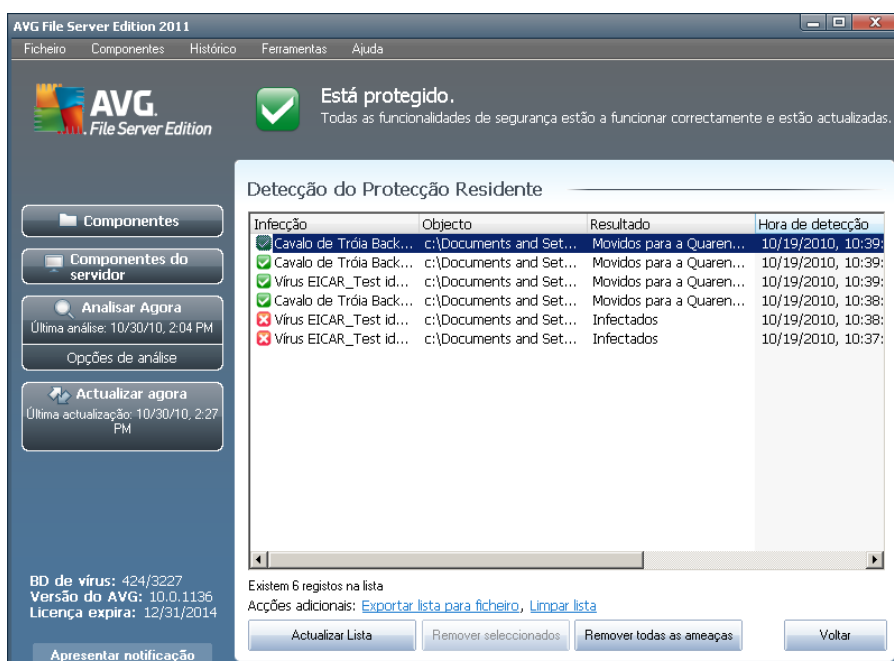 AVG File Server Edition 2011
Ficheiro Componentes Histórico Ferramentas Ajuda
AVG.
File Server Edition
Está protegido.
Todas as funcionalidades de segurança estão a funcionar correctamente e estão actualizadas.
Componentes
Componentes do
servidor
Analisar Agora
Última análise: 10/30/10, 2:04 PM
Opções de análise
Actualizar agora
Última actualização: 10/30/10, 2:27
PM
BD de vírus: 424/3227
Versão do AVG: 10.0.1136
Licença expira: 12/31/2014
Apresentar notificação
Detecção do Protecção Residente
Infecção Objecto Resultado Hora de detecção
Cavalo de Tróia Back... c:\Documents and Set... Movidos para a Quaren... 10/19/2010, 10:39:
Cavalo de Tróia Back... c:\Documents and Set... Movidos para a Quaren... 10/19/2010, 10:39:
Vírus EICAR_Test id... c:\Documents and Set... Movidos para a Quaren... 10/19/2010, 10:39:
Cavalo de Tróia Back... c:\Documents and Set... Movidos para a Quaren... 10/19/2010, 10:38:
Vírus EICAR_Test id... c:\Documents and Set... Infectados 10/19/2010, 10:38:
Vírus EICAR_Test id... c:\Documents and Set... Infectados 10/19/2010, 10:37:
Existem 6 registos na lista
Acções adicionais: Exportar lista para ficheiro, Limpar lista
Actualizar Lista Remover seleccionados Remover todas as ameaças Voltar